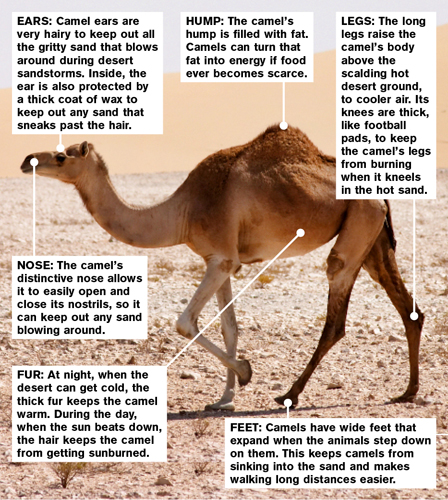 EARS: Camel ears are
very hairy to keep out all
the gritty sand that blows
around during desert
sandstorms. Inside, the
ear is also protected by
a thick coat of wax to
keep out any sand that
sneaks past the hair.
HUMP: The camel's
hump is filled with fat.
Camels can turn that
fat into energy if food
ever becomes scarce.
LEGS: The long
legs raise the
camel's body
above the
scalding hot
desert ground,
to cooler air. Its
knees are thick,
like football
pads, to keep
the camel's legs
from burning
when it kneels
in the hot sand.
NOSE: The camel's
distinctive nose allows
it to easily open and
close its nostrils, so it
can keep out any sand
blowing around.
FUR: At night, when the
desert can get cold, the
thick fur keeps the camel
warm. During the day,
when the sun beats down,
the hair keeps the camel
from getting sunburned.
FEET: Camels have wide feet that
expand when the animals step down
on them. This keeps camels from
sinking into the sand and makes
walking long distances easier.